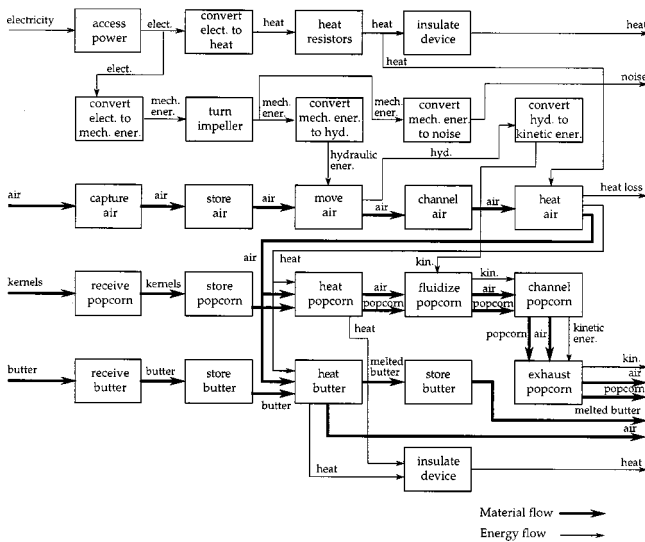 electricity
access
power
elect.
convert
elect. to
heat
heat
heat
resistors
heat
insulate
device
heat
heat
elect.
noise
convert
elect. to
mech. ener.
mech.
ener.
turn
impeller
mech.
ener.
convert
mech. ener.
to hyd.
mech.
ener.
convert
mech. ener.
to noise
convert
hyd. to
kinetic ener.
hydraulic
ener.
hyd.
air
capture
air
air
store
air
air
move
air
air
channel
air
air
heat
air
heat loss
air
heat
kin.
kernels
receive
popcorn
kernels
store
popcorn
heat
popcorn
air
popcorn
fluidize
popcorn
kin.
air
popcorn
channel
popcorn
heat
popcorn
air
kinetic
ener.
butter
receive
butter
butter
store
butter
butter
heat
butter
melted
butter
store
butter
exhaust
popcorn
kin.
air
popcorn
melted butter
air
heat
insulate
device
heat
Material flow
Energy flow